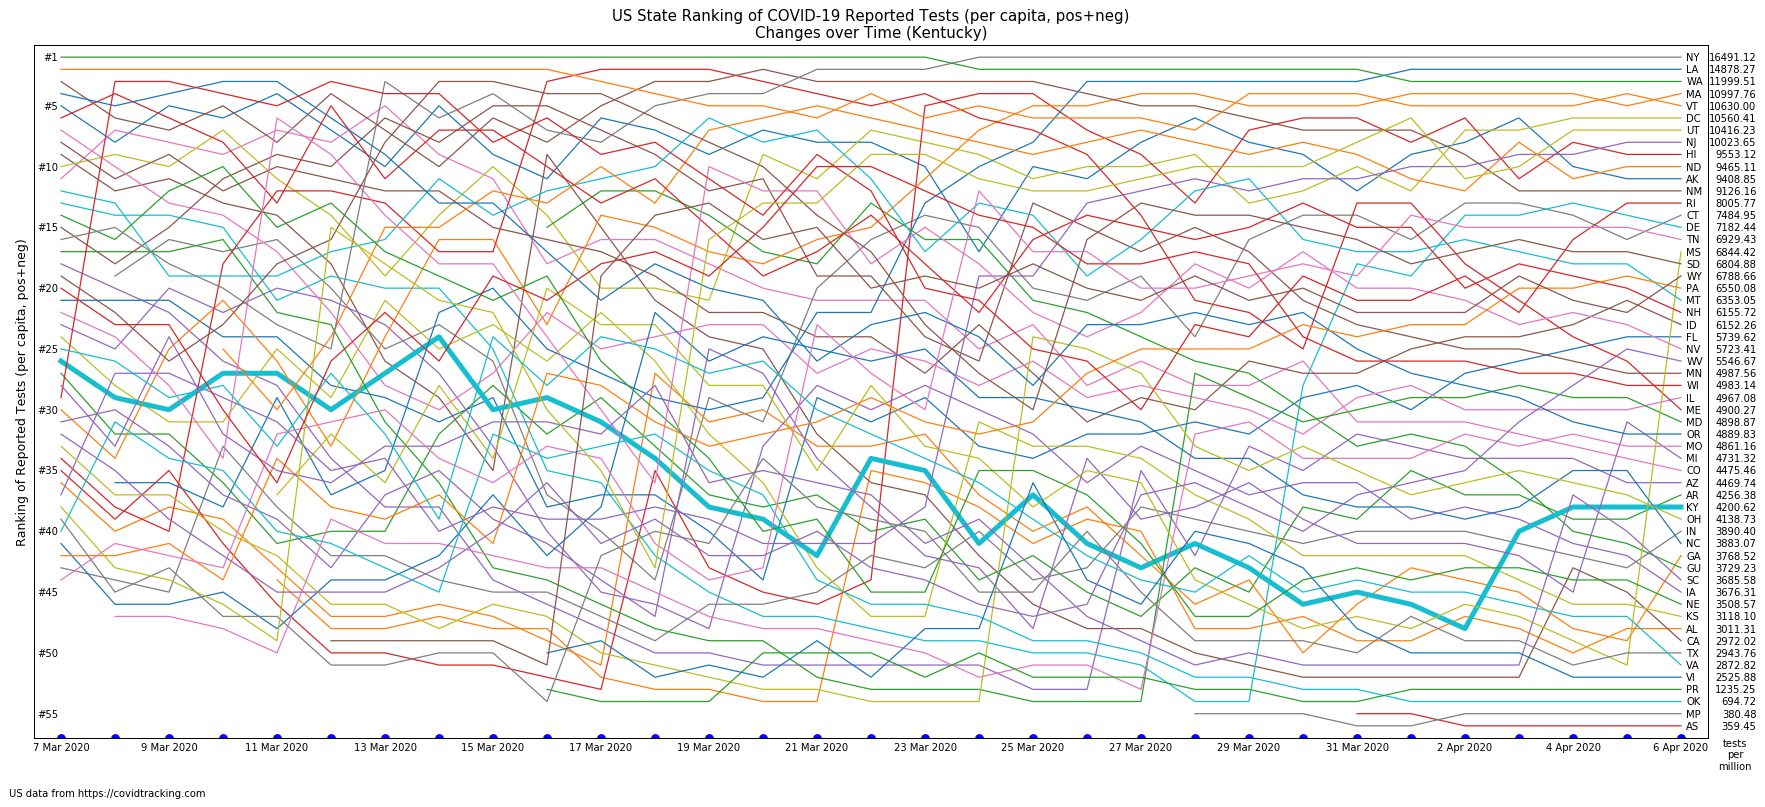 US State Ranking of COVID-19 Reported Tests (per capita, pos+neg)
Changes over Time (Kentucky)
Ranking of Reported Tests (per capita, pos+neg)
#1
#5
#10
#15
#20
#25
#30
#35
#40
#45
#50
#55
NY 16491.12
LA 14878.27
WA 11999.51
MA 10997.76
VT 10630.00
DC 10560.41
UT 10416.23
NJ 10023.65
HI 9553.12
ND 9465.11
AK 9408.85
NM 9126.16
RI 8005.77
CT 7484.95
DE 7182.44
TN 6929.43
MS 6844.42
SD 6804.88
WY 6788.66
PA 6550.08
MT 6353.05
NH 6155.72
ID 6152.26
FL 5739.62
NV 5723.41
WV 5546.67
MN 4987.56
WI 4983.14
IL 4967.08
ME 4900.27
MD 4898.87
OR 4889.83
MO 4861.16
MI 4731.32
CO 4475.46
AZ 4469.74
AR 4256.38
KY 4200.62
OH 4138.73
IN 3890.40
NC 3883.07
GA 3768.52
GU 3729.23
SC 3685.58
IA 3676.31
NE 3508.57
KS 3118.10
AL 3011.31
CA 2972.02
TX 2943.76
VA 2872.82
VI 2525.88
PR 1235.25
OK 694.72
MP 380.48
AS 359.45
7 Mar 2020 9 Mar 2020 11 Mar 2020 13 Mar 2020 15 Mar 2020 17 Mar 2020 19 Mar 2020 21 Mar 2020 23 Mar 2020 25 Mar 2020 27 Mar 2020 29 Mar 2020 31 Mar 2020 2 Apr 2020 4 Apr 2020 6 Apr 2020
tests
per
million
US data from https://covidtracking.com